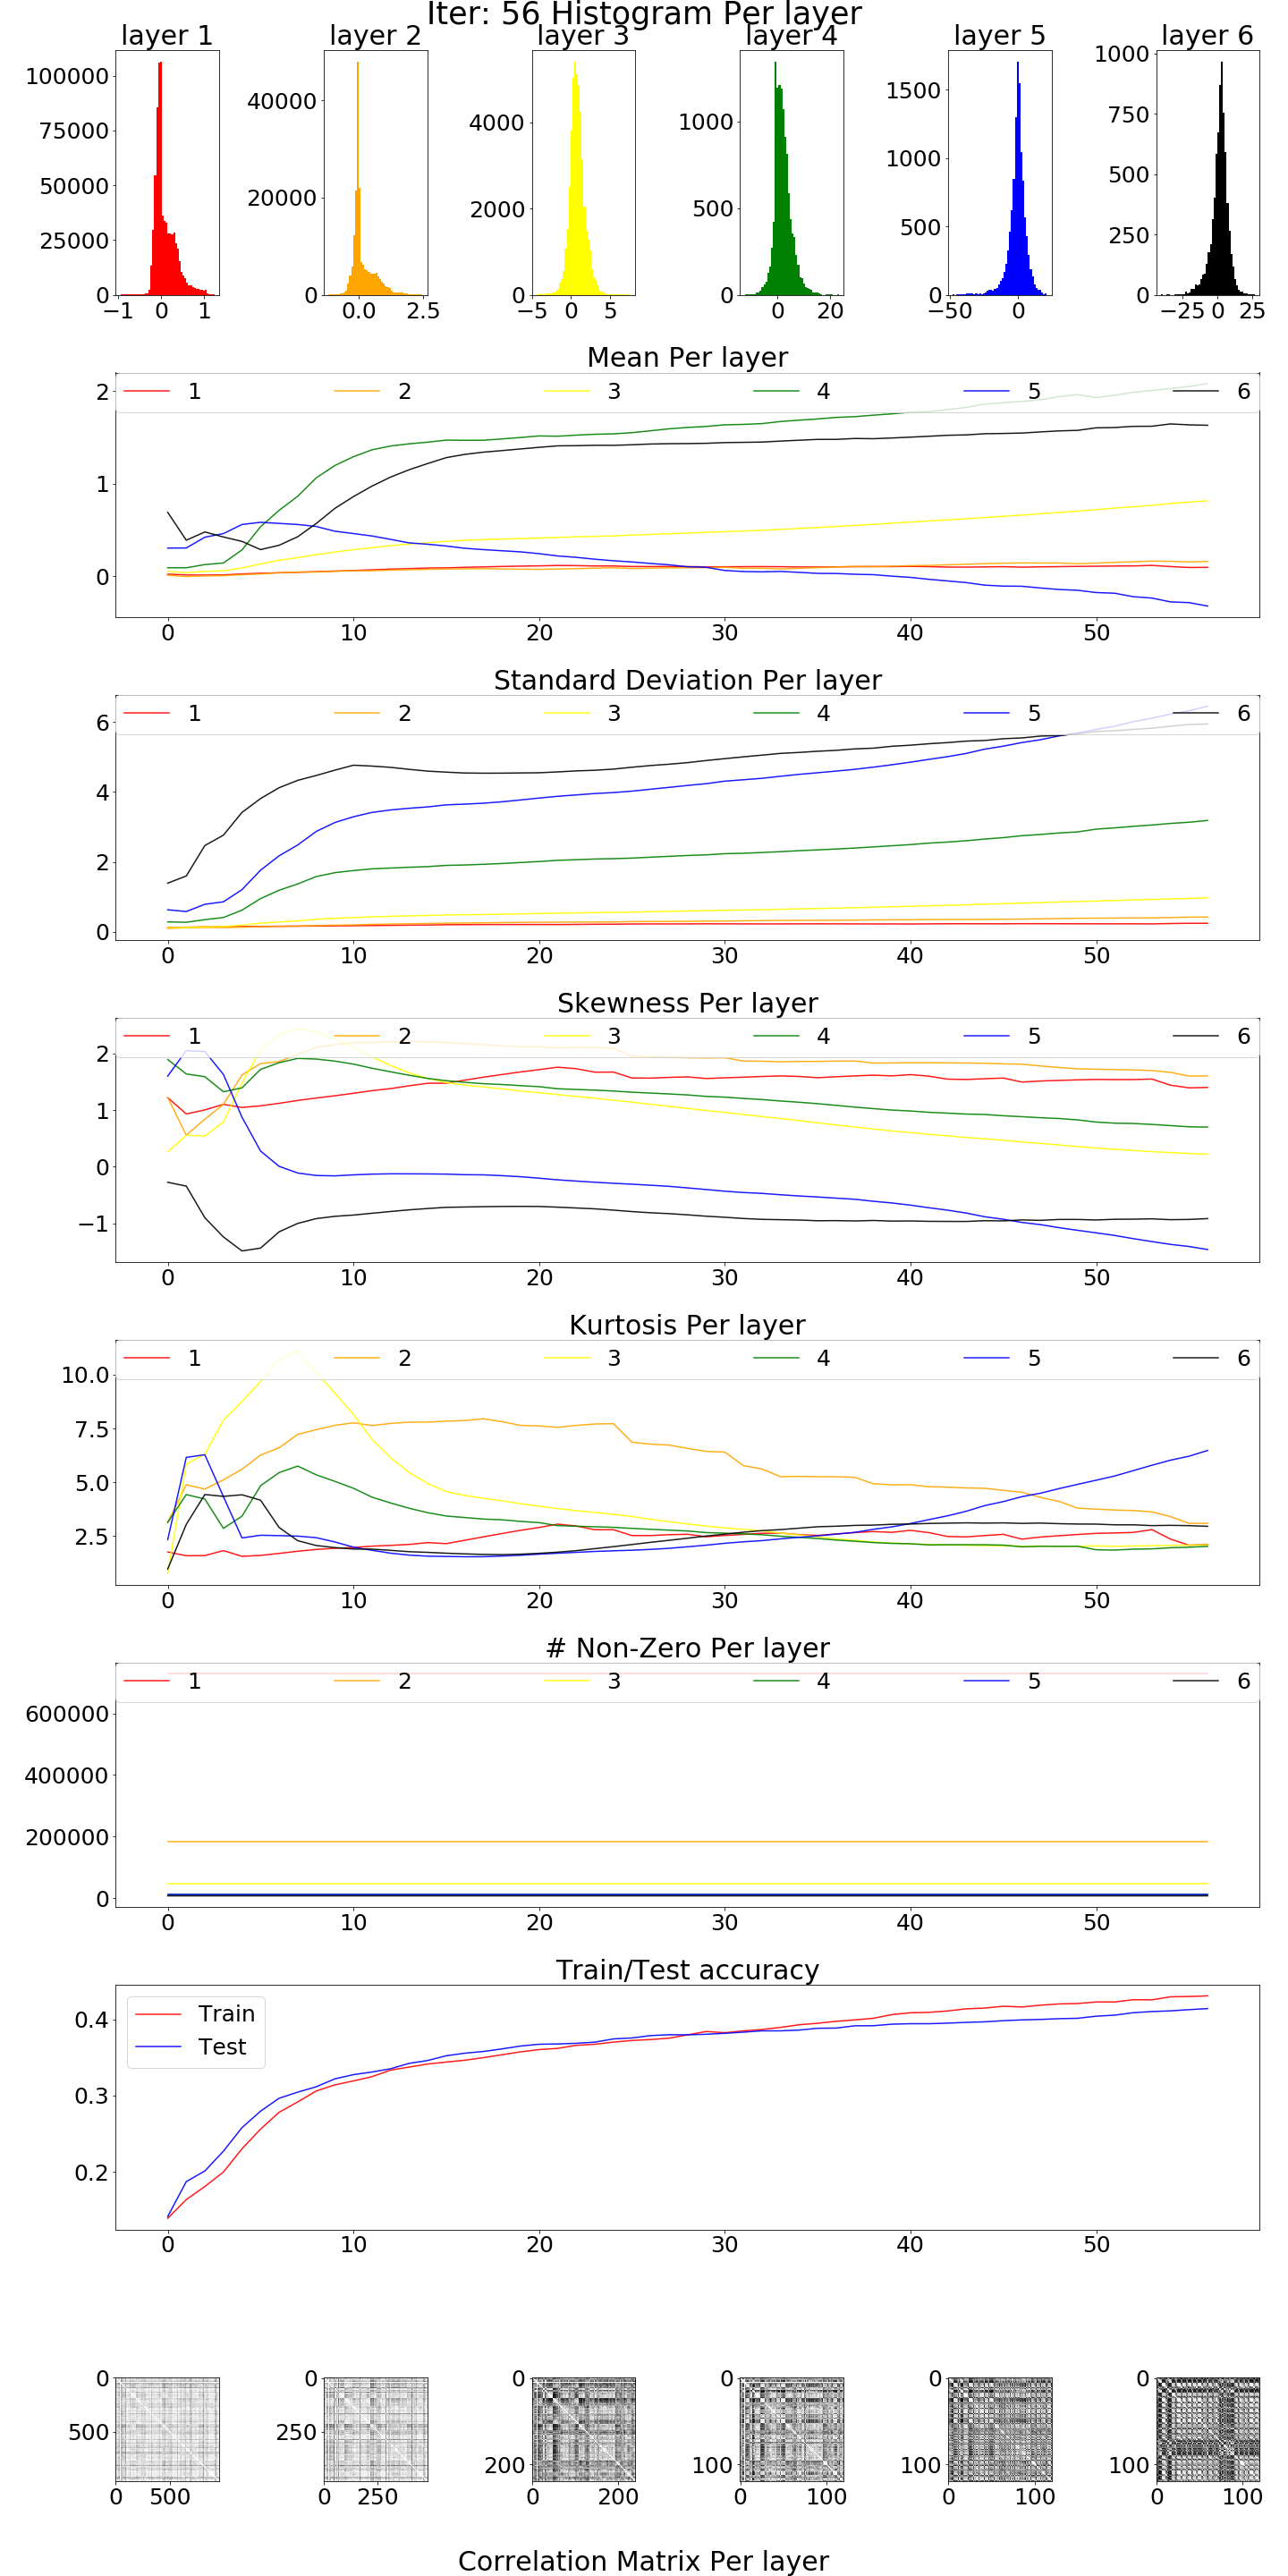 Iter: 56 Histogram Per layer
layer 1 layer 2 layer 3 layer 4 layer 5 layer 6
100000 75000 50000 25000 0 −1 0 1
40000 20000 0 0.0 2.5
4000 2000 0 −5 0 5
1000 500 0 0 20
1500 1000 500 0 −50 0
1000 750 500 250 0 −25 0 25
Mean Per layer
1 2 3 4 5 6
2
1
0
0 10 20 30 40 50
Standard Deviation Per layer
1 2 3 4 5 6
6
4
2
0
0 10 20 30 40 50
Skewness Per layer
1 2 3 4 5 6
2
1
0
−1
0 10 20 30 40 50
Kurtosis Per layer
1 2 3 4 5 6
10.0
7.5
5.0
2.5
0 10 20 30 40 50
# Non-Zero Per layer
1 2 3 4 5 6
600000
400000
200000
0
0 10 20 30 40 50
Train/Test accuracy
Train
Test
0.4
0.3
0.2
0 10 20 30 40 50
0 500 0 500
0 250 0 250
0 200 0 200
0 100 0 100
0 100 0 100
0 100 0 100
Correlation Matrix Per layer